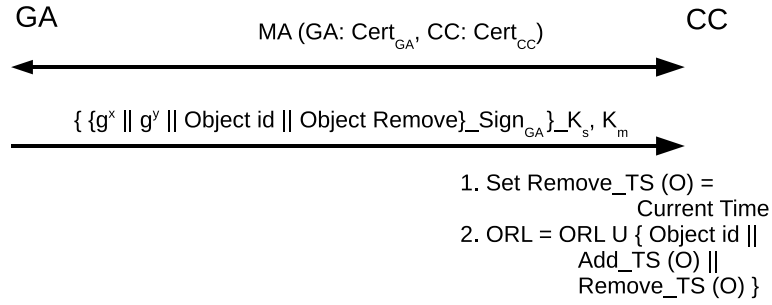 GA
CC
MA (GA: Cert_GA, CC: Cert_CC)
{ {g^x || g^y || Object id || Object Remove}_Sign_GA}_K_s, K_m
1. Set Remove_TS (O) =
Current Time
2. ORL = ORL U { Object id ||
Add_TS (O) ||
Remove_TS (O) }